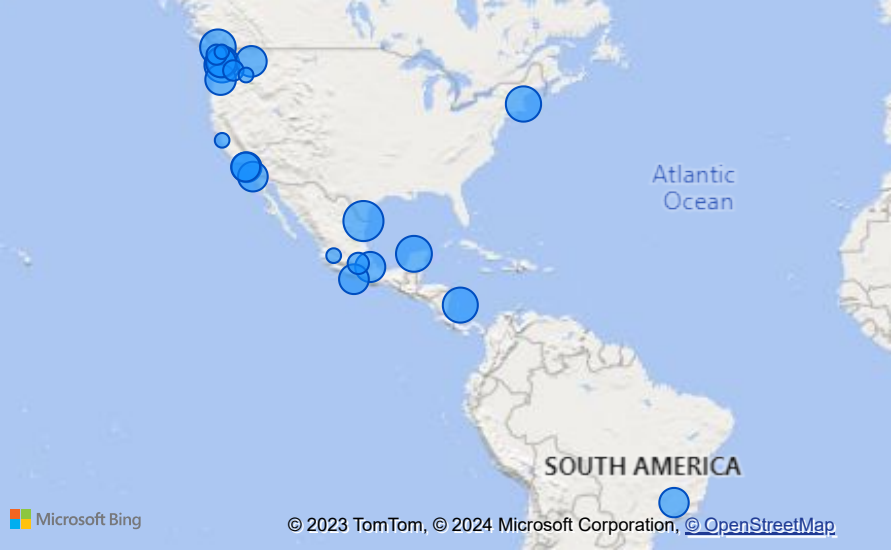 Atlantic
Ocean
SOUTH AMERICA
Microsoft Bing
© 2023 TomTom, © 2024 Microsoft Corporation, © OpenStreetMap